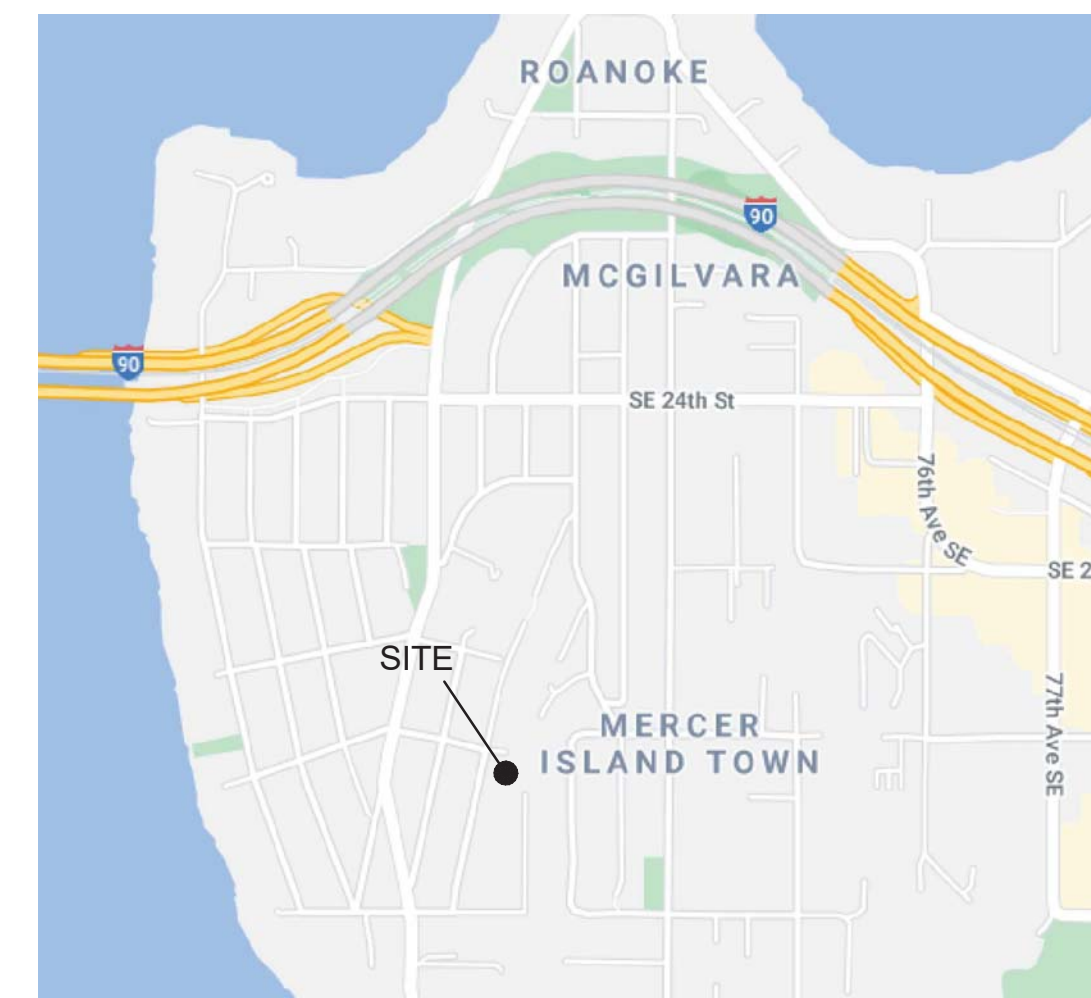 ROANOKE
90
MCGILVARA
90
SE 24th St
76th Ave SE
SE 2
SITE
77th Ave SE
MERCER
ISLAND TOWN